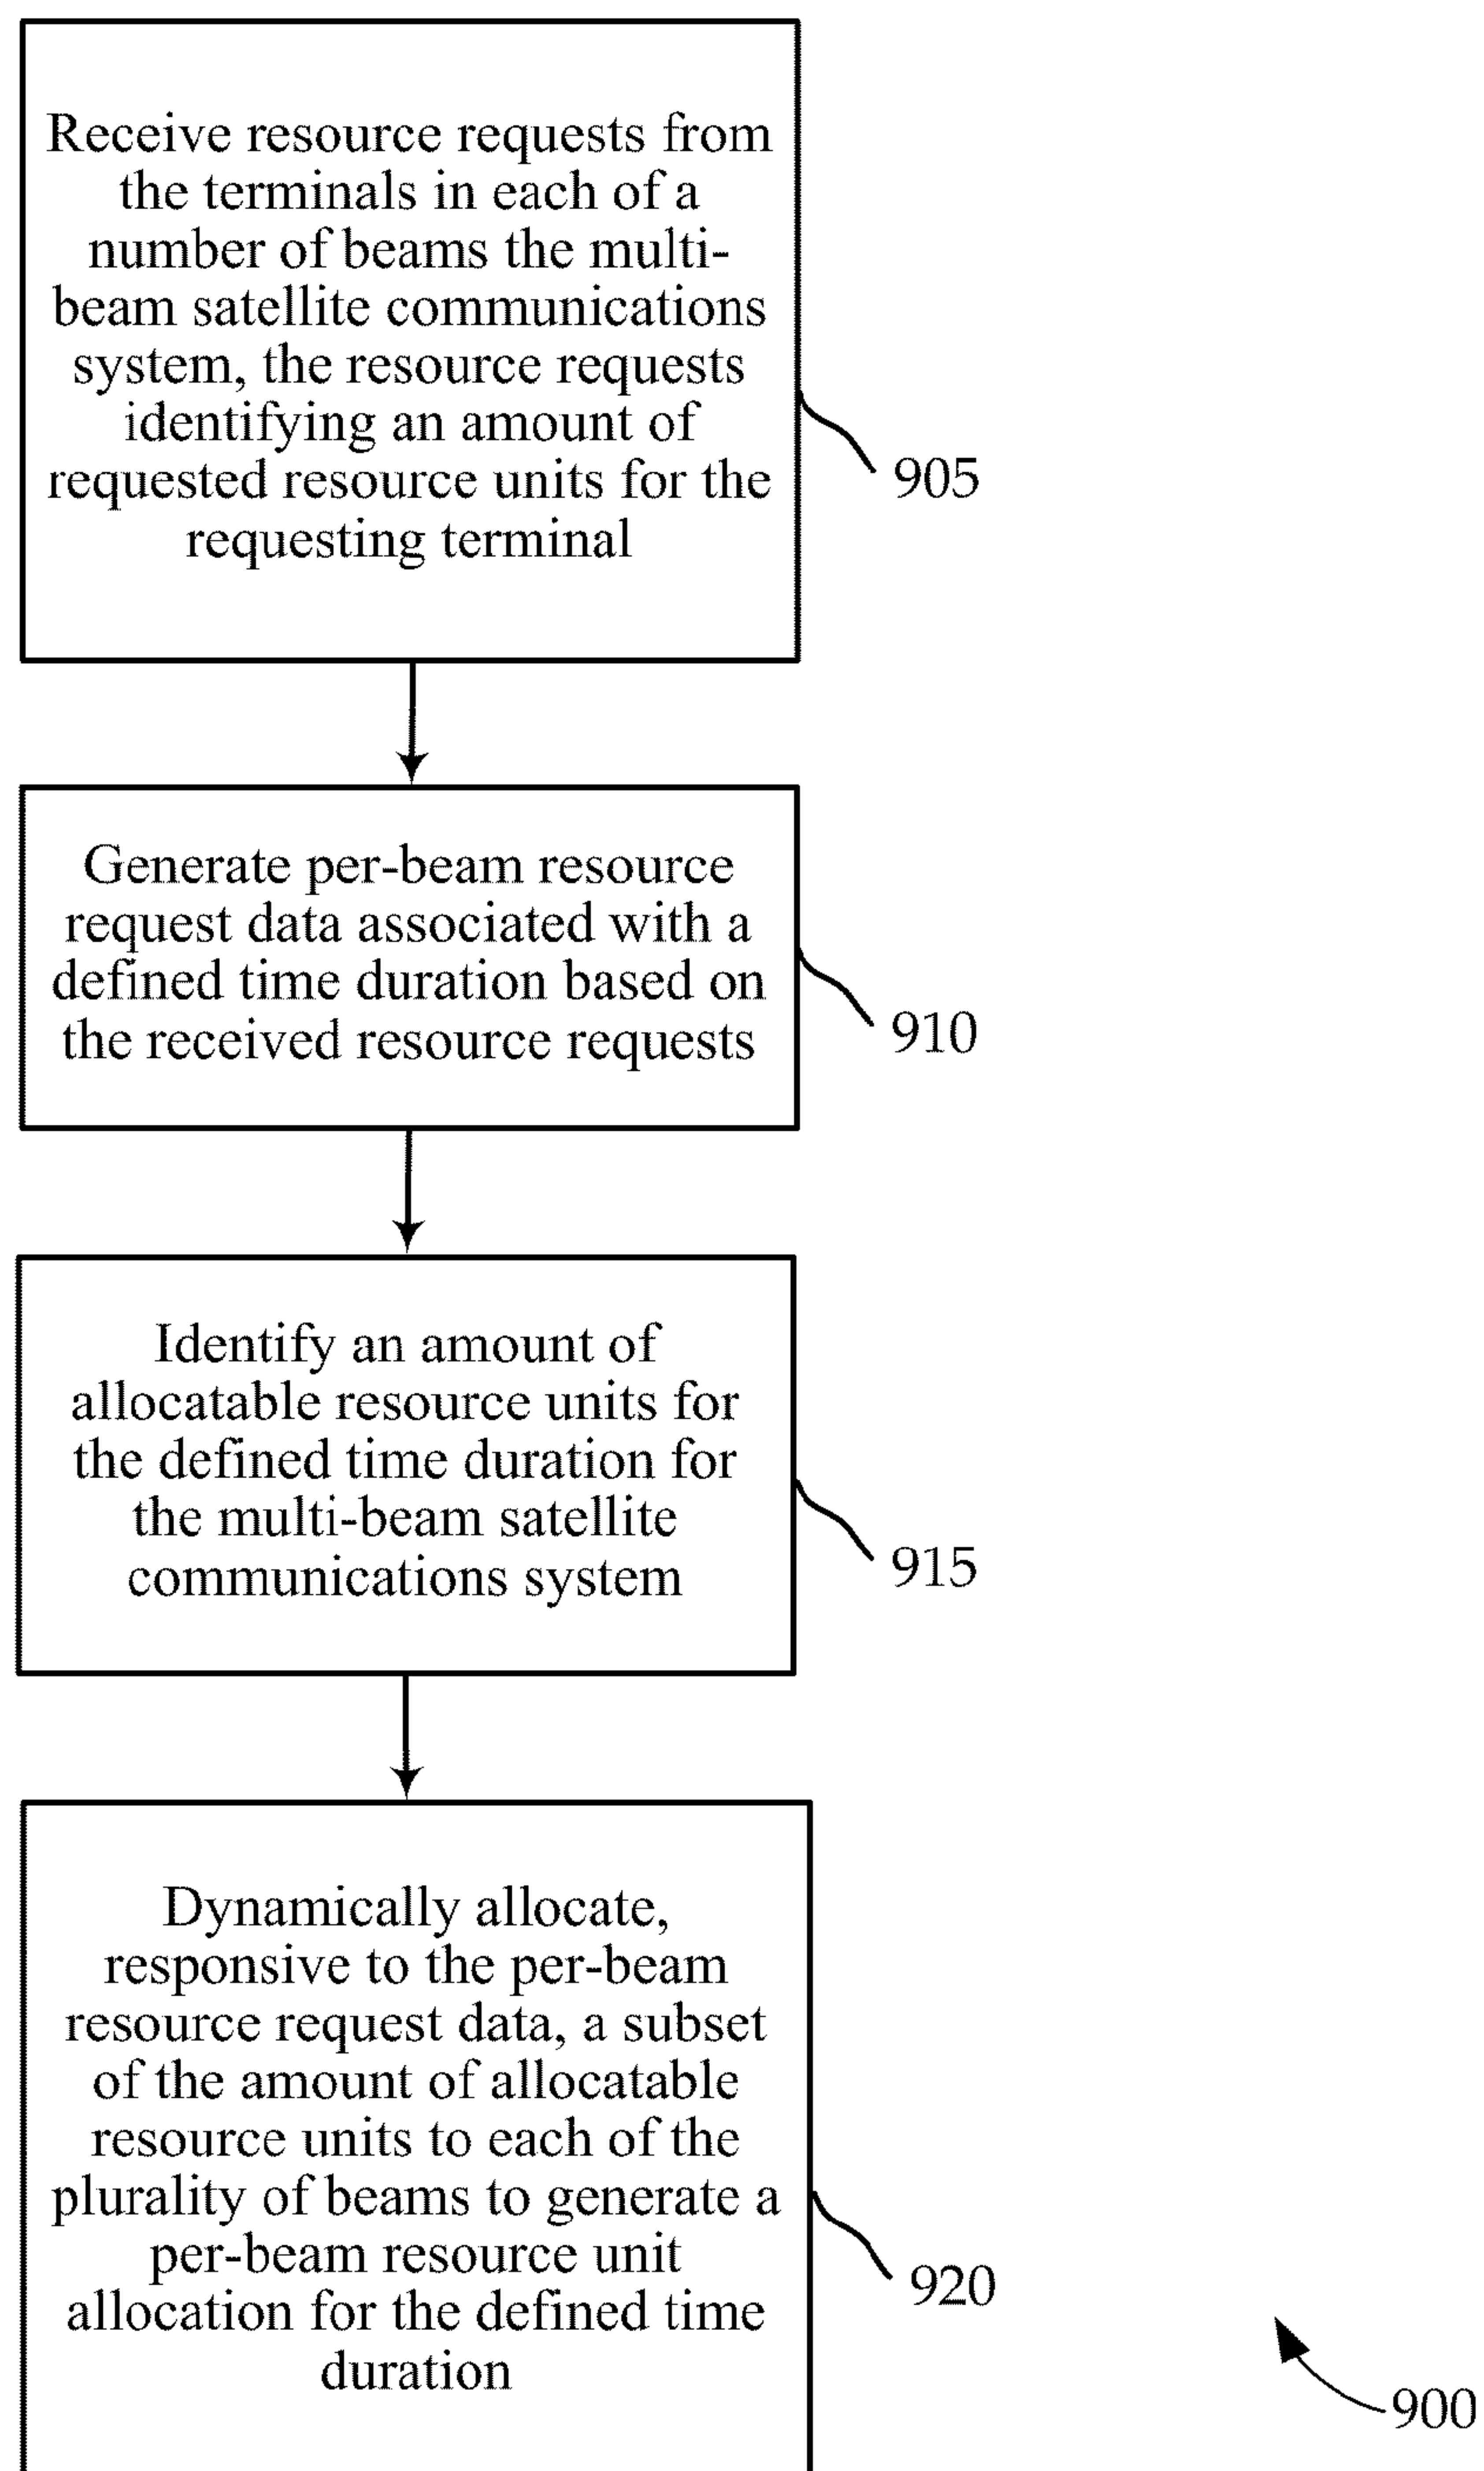 Receive resource requests from
the terminals in each of a
number of beams the multi-
beam satellite communications
system, the resource requests
identifying an amount of
requested resource units for the
requesting terminal
905
Generate per-beam resource
request data associated with a
defined time duration based on
the received resource requests
910
Identify an amount of
allocatable resource units for
the defined time duration for
the multi-beam satellite
communications system
915
Dynamically allocate,
responsive to the per-beam
resource request data, a subset
of the amount of allocatable
resource units to each of the
plurality of beams to generate a
per-beam resource unit
allocation for the defined time
duration
920
900